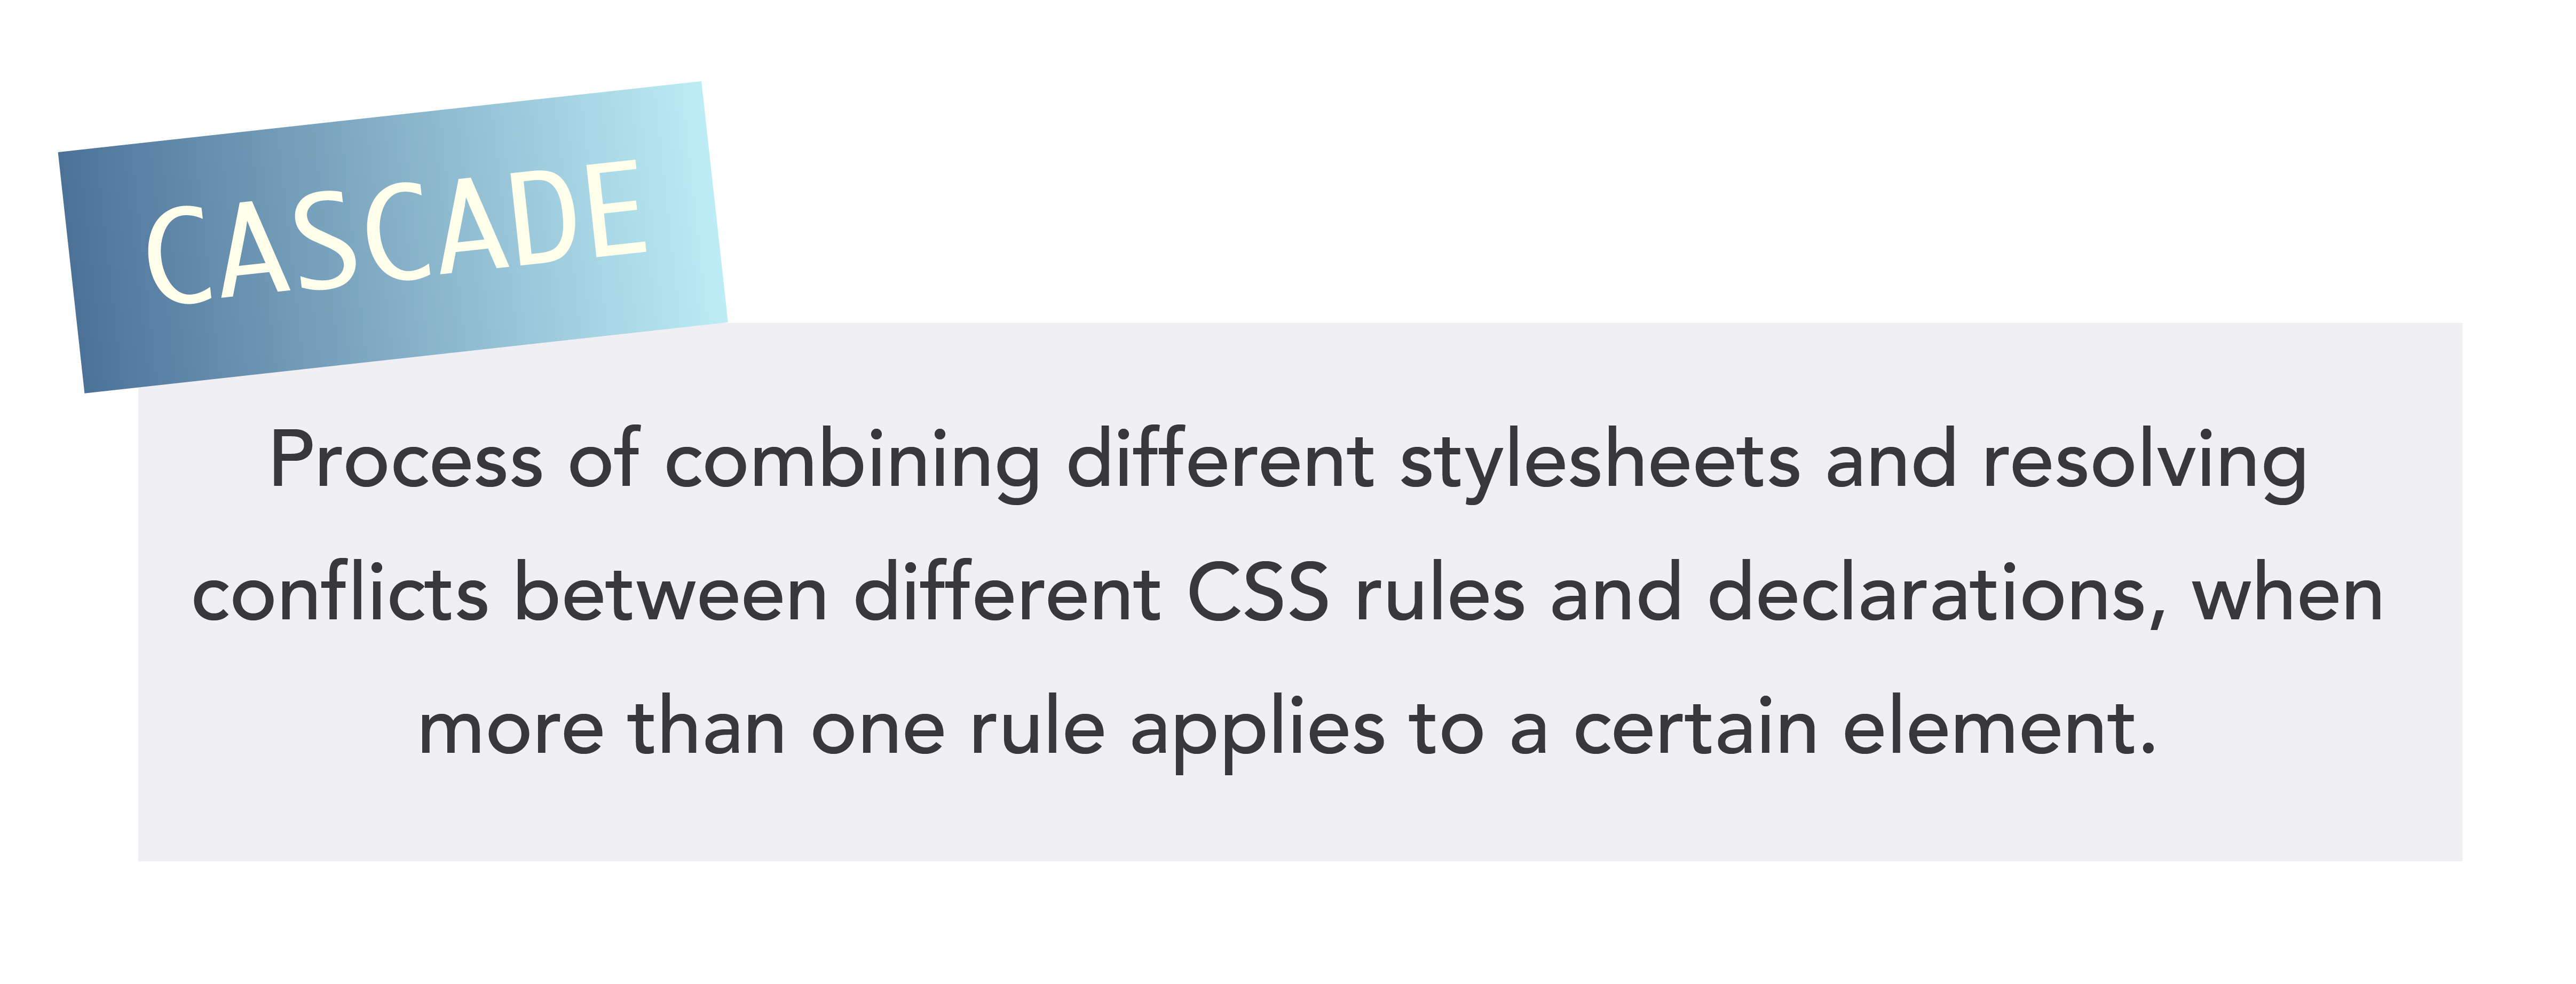 CASCADE
Process of combining different stylesheets and resolving
conflicts between different CSS rules and declarations, when
more than one rule applies to a certain element.